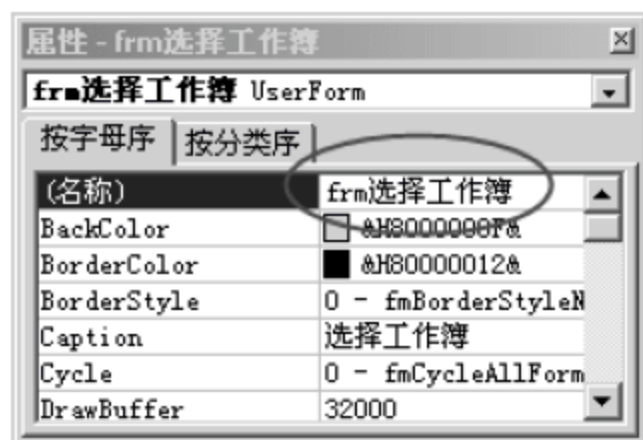 属性 - frm选择工作簿
frm选择工作簿 UserForm
按字母序 按分类序
(名称) frm选择工作簿
BackColor &H8000000F&
BorderColor &H80000012&
BorderStyle 0 - fmBorderStyleN
Caption 选择工作簿
Cycle 0 - fmCycleAllForm
DrawBuffer 32000